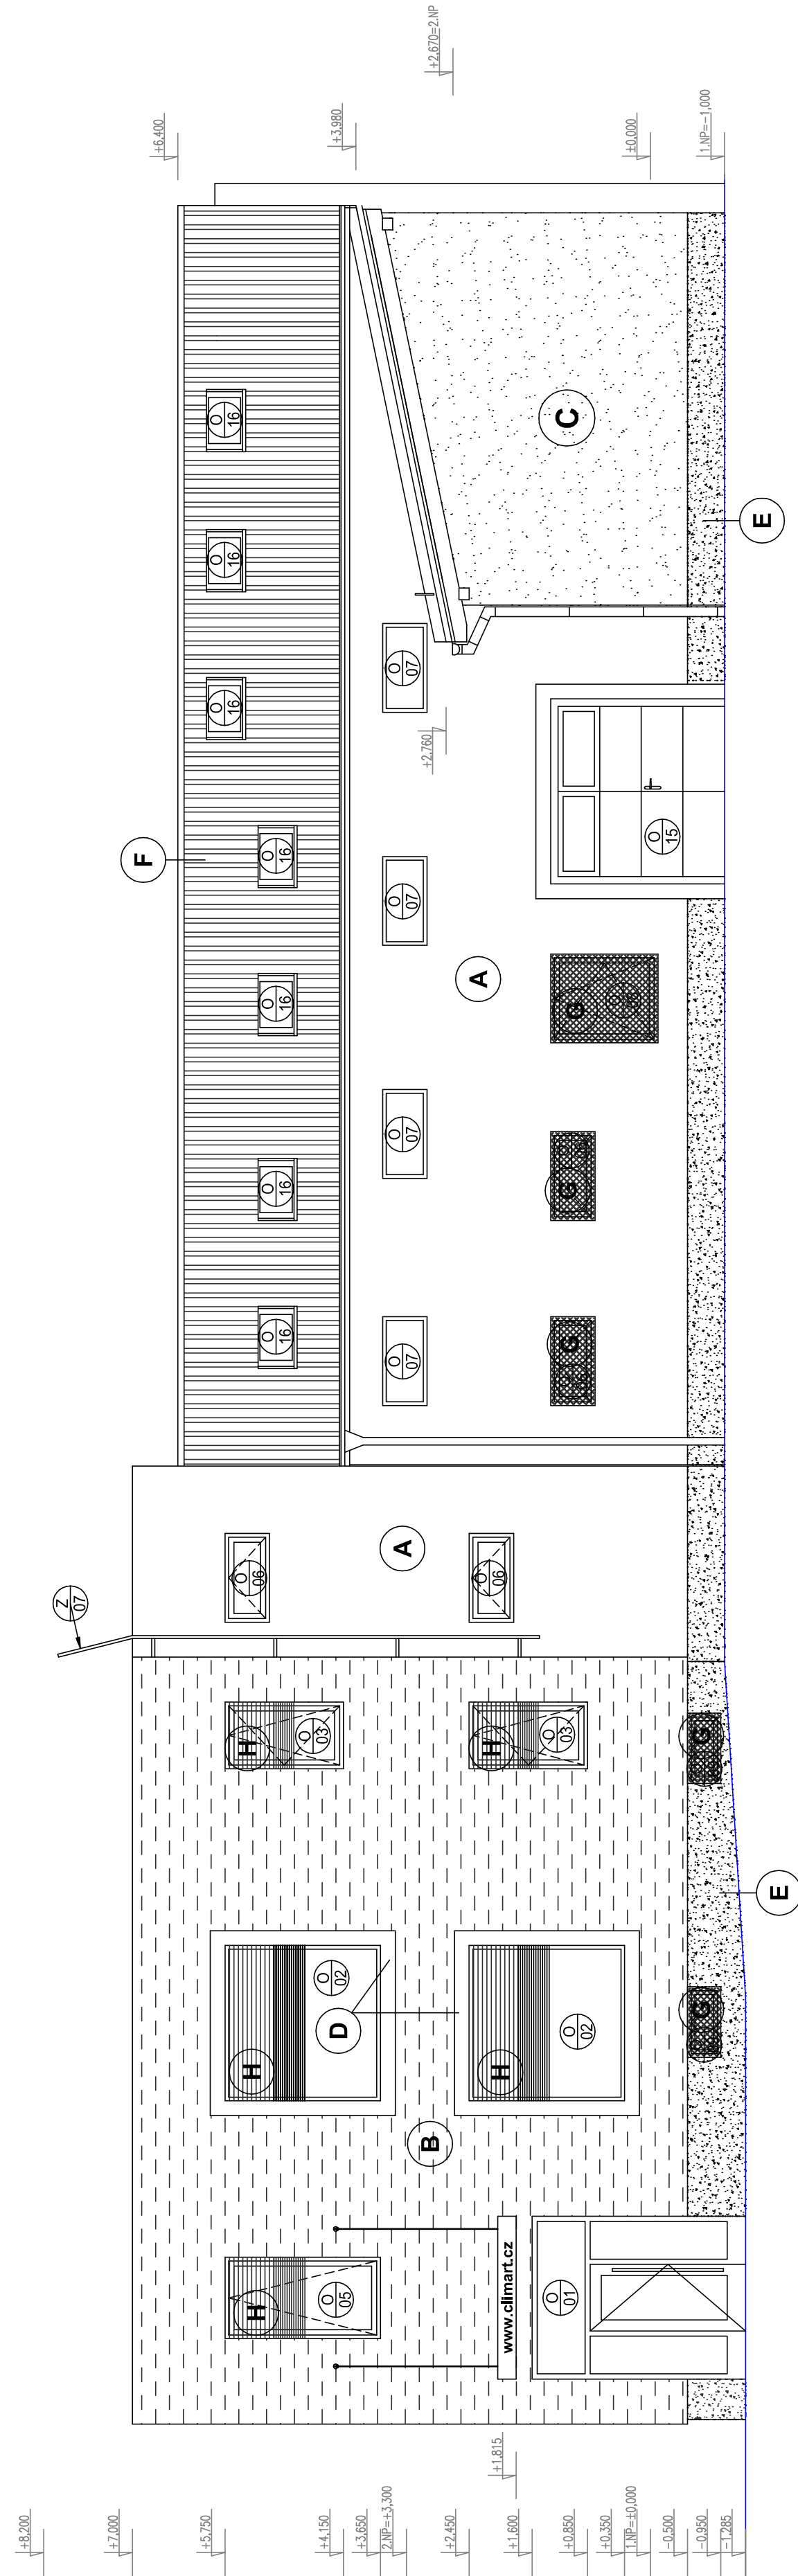 +8,200
+7,000
+5,750
+4,150
+3,650
2.NP=+3,300
+2,450
+1,600
+0,850
+0,350
1.NP=±0,000
-0,500
-0,950
-1,285
+1,815
H
O
05
www.climart.cz
O
01
B
H
O
02
D
H
O
02
G
E
H
O
03
H
O
03
G
Z
07
O
06
O
06
A
O
16
O
16
O
16
O
16
F
O
16
O
16
O
16
O
07
O
07
O
07
O
07
+2,760
A
G
G
G
O
15
C
E
+6,400
+3,980
+2,670=2.NP
±0,000
1.NP=-1,000